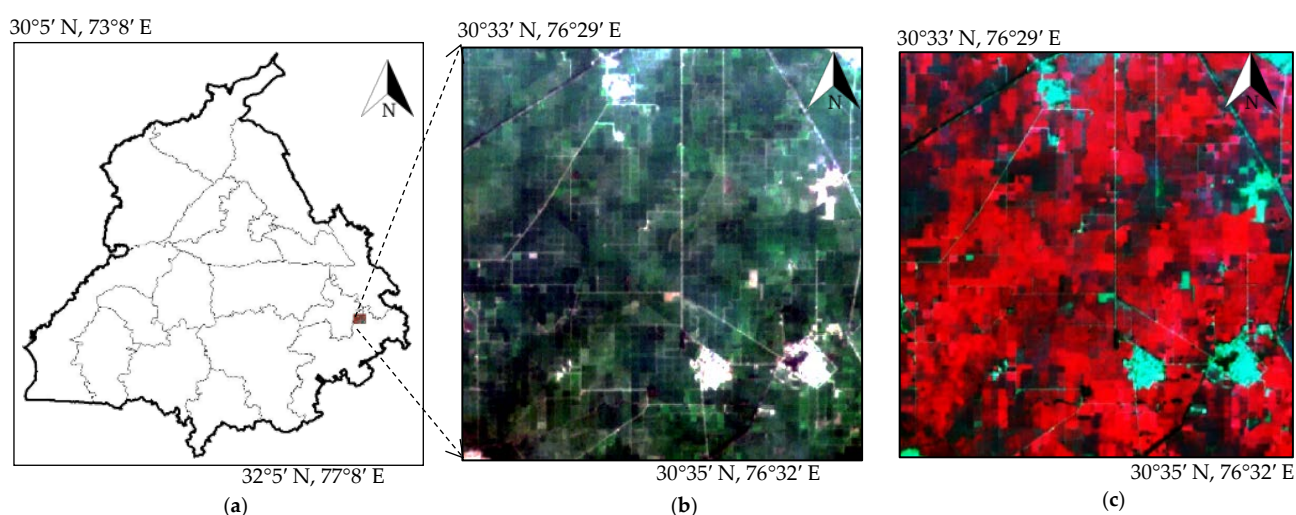 30°5′ N, 73°8′ E
30°33′ N, 76°29′ E
30°33′ N, 76°29′ E
N
N
N
32°5′ N, 77°8′ E
30°35′ N, 76°32′ E
30°35′ N, 76°32′ E
(a)
(b)
(c)